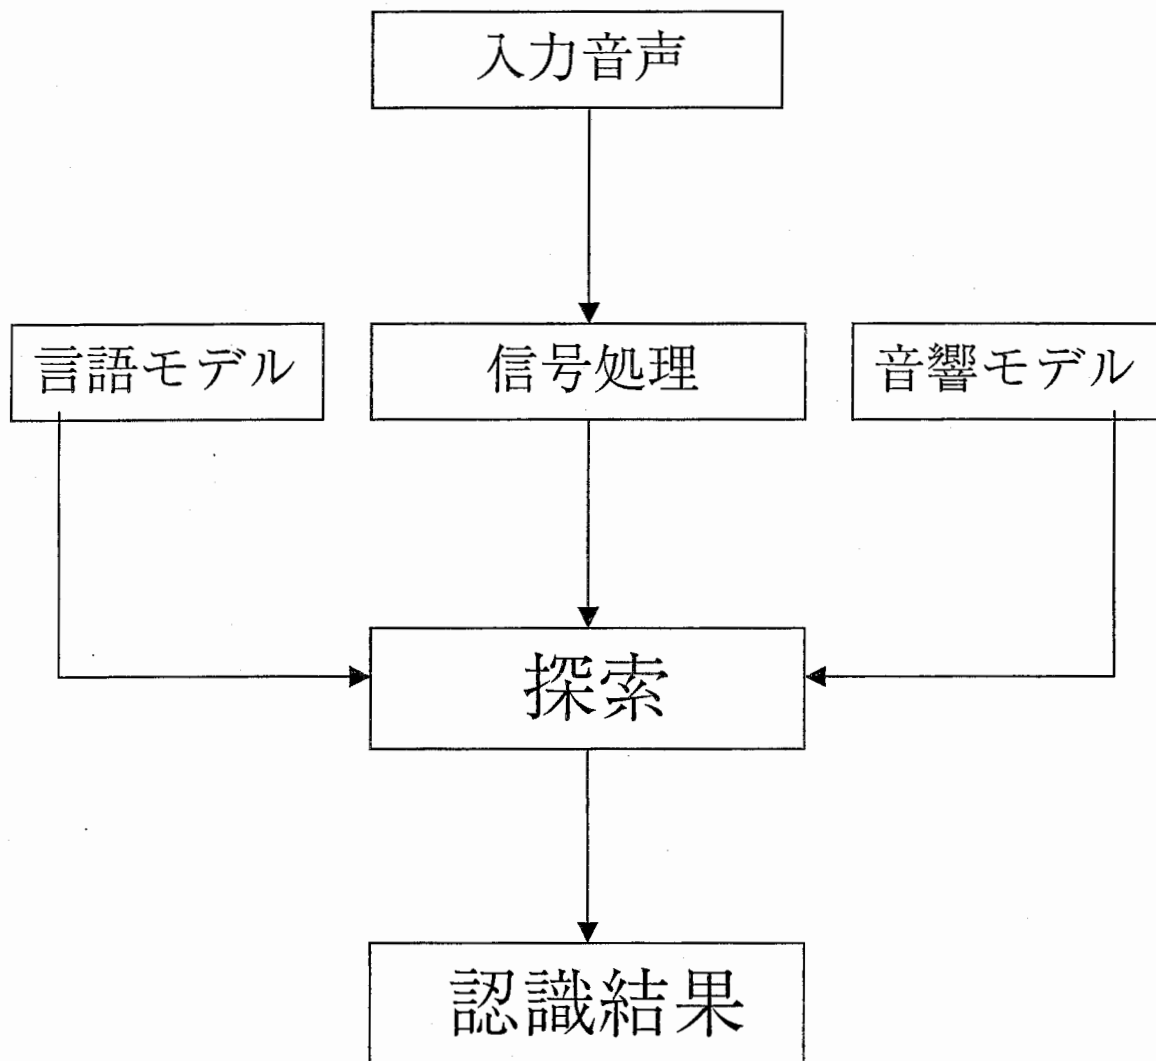 入力音声
言語モデル
信号処理
音響モデル
探索
認識結果